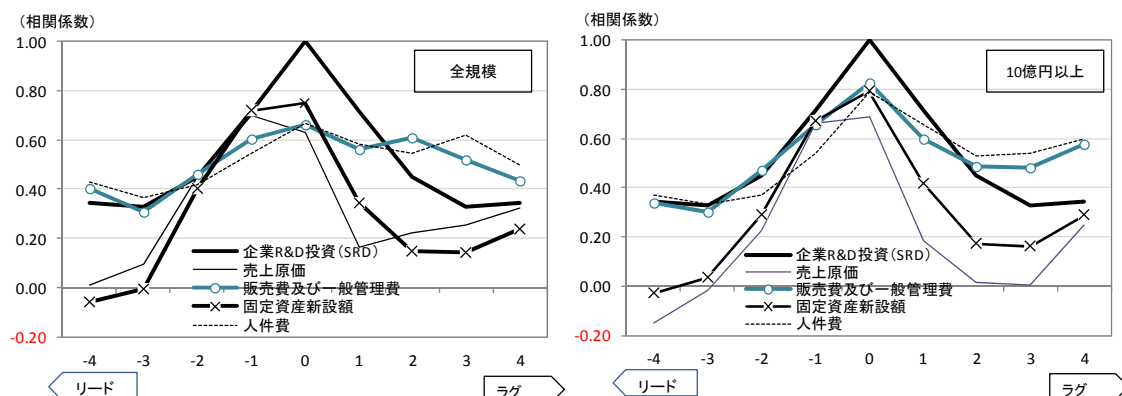 （相関係数）
1.00
0.80
0.60
0.40
0.20
0.00
-0.20
全規模
企業R&D投資（SRD）
売上原価
販売費及び一般管理費
固定資産新設額
人件費
-4 -3 -2 -1 0 1 2 3 4
リード
ラグ
（相関係数）
1.00
0.80
0.60
0.40
0.20
0.00
-0.20
10億円以上
企業R&D投資（SRD）
売上原価
販売費及び一般管理費
固定資産新設額
人件費
-4 -3 -2 -1 0 1 2 3 4
リード
ラグ